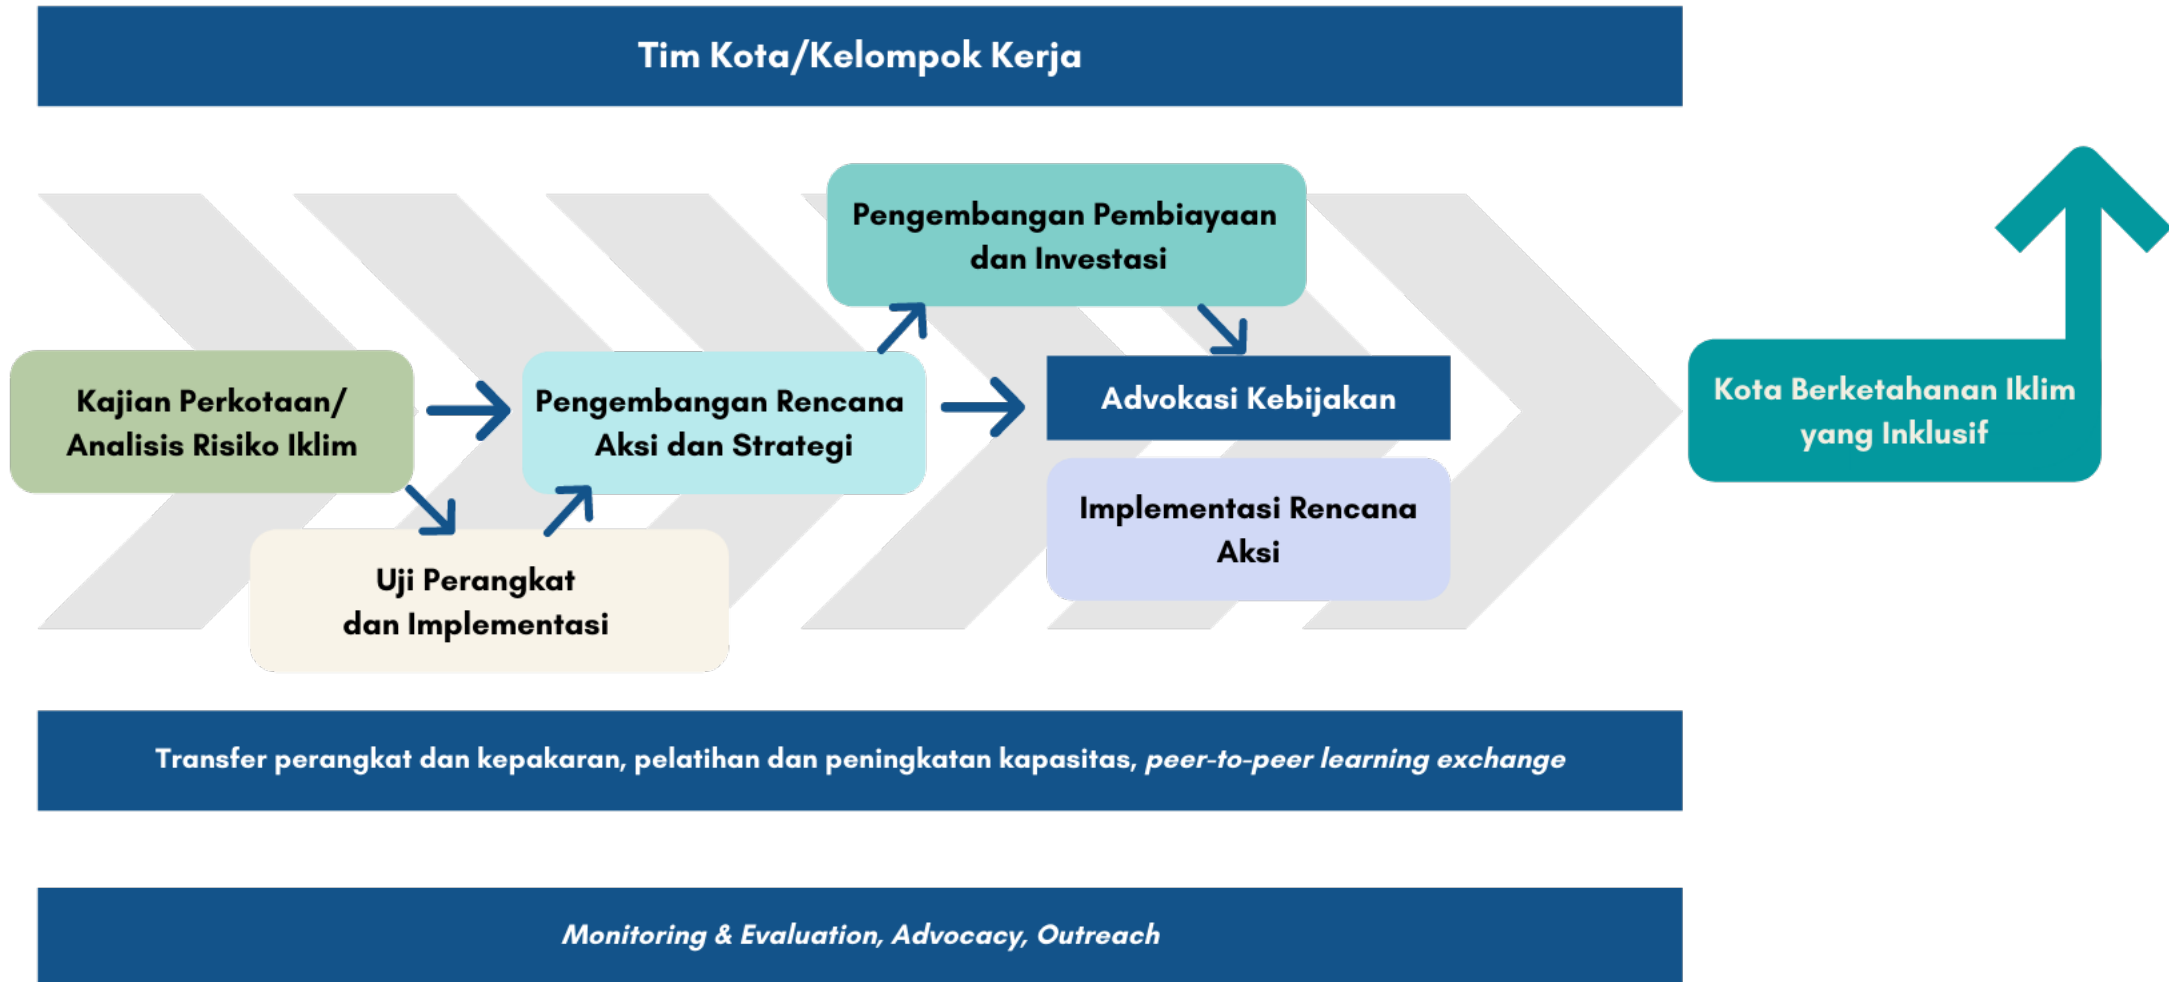 Tim Kota/Kelompok Kerja
Pengembangan Pembiayaan
dan Investasi
Kajian Perkotaan/
Analisis Risiko Iklim
Pengembangan Rencana
Aksi dan Strategi
Advokasi Kebijakan
Kota Berketahanan Iklim
yang Inklusif
Implementasi Rencana
Aksi
Uji Perangkat
dan Implementasi
Transfer perangkat dan kepakaran, pelatihan dan peningkatan kapasitas, peer-to-peer learning exchange
Monitoring & Evaluation, Advocacy, Outreach